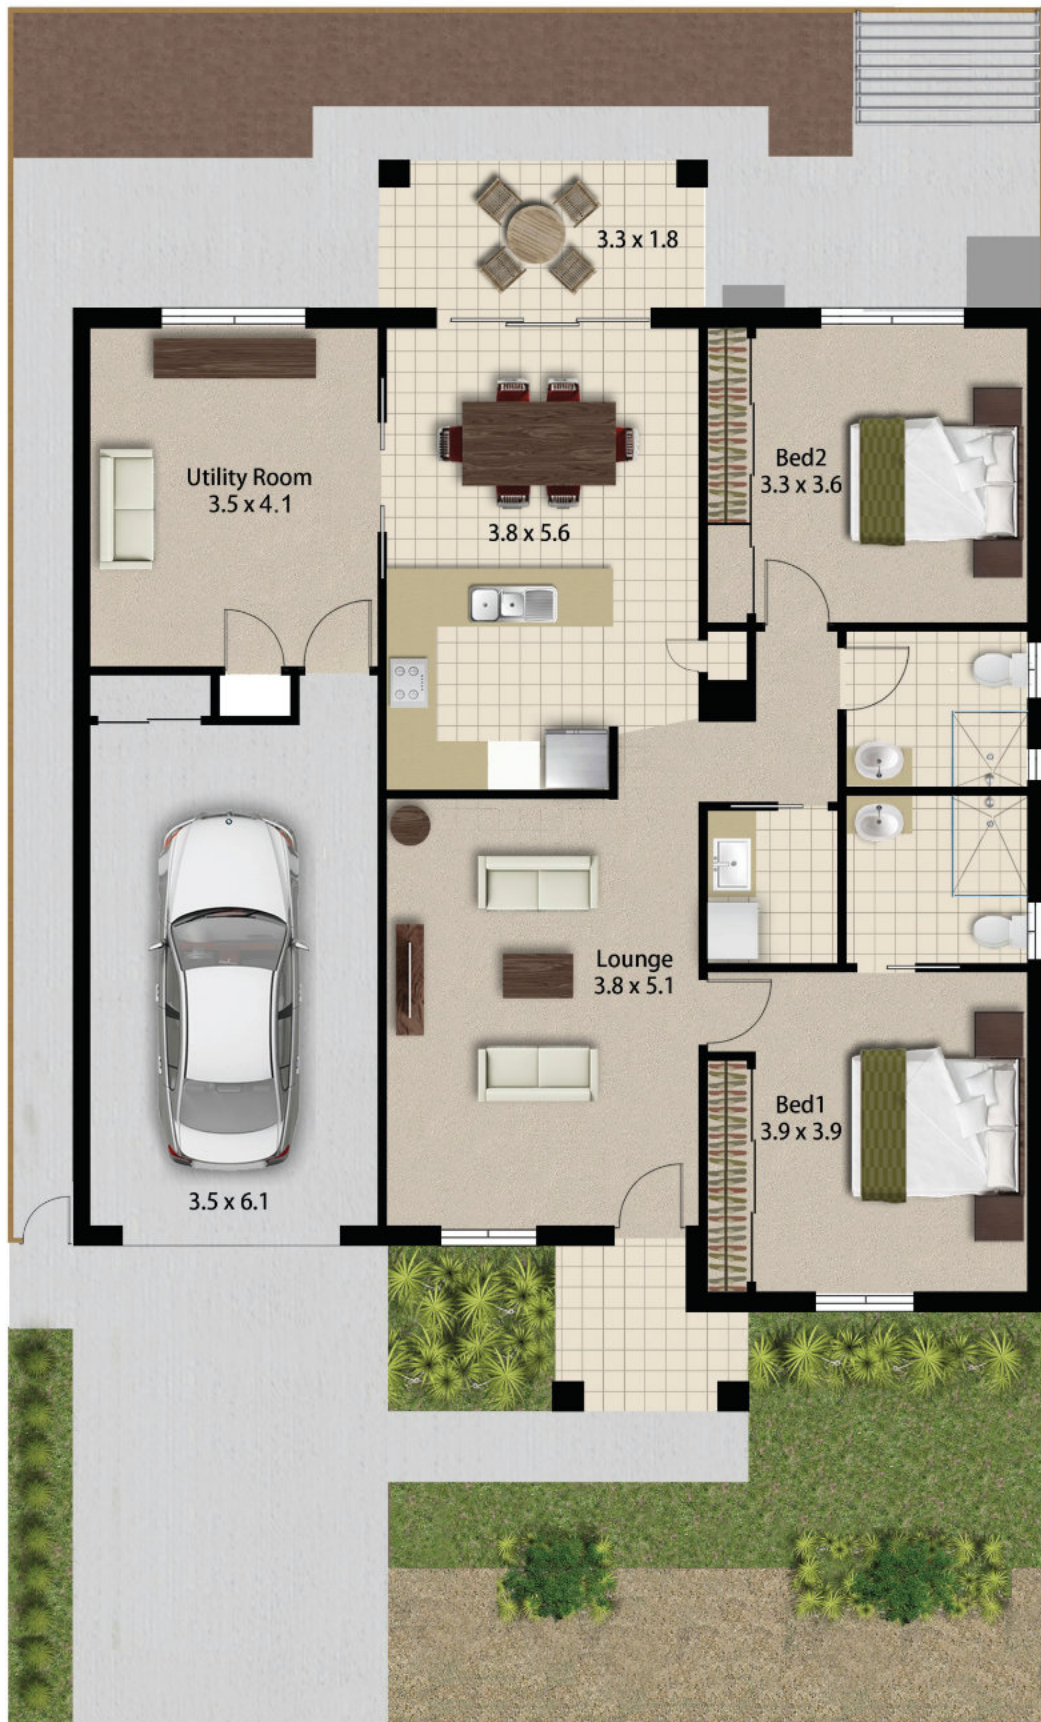 3.3 x 1.8
Utility Room
3.5 x 4.1
Bed2
3.3 x 3.6
3.8 x 5.6
Lounge
3.8 x 5.1
Bed1
3.9 x 3.9
3.5 x 6.1